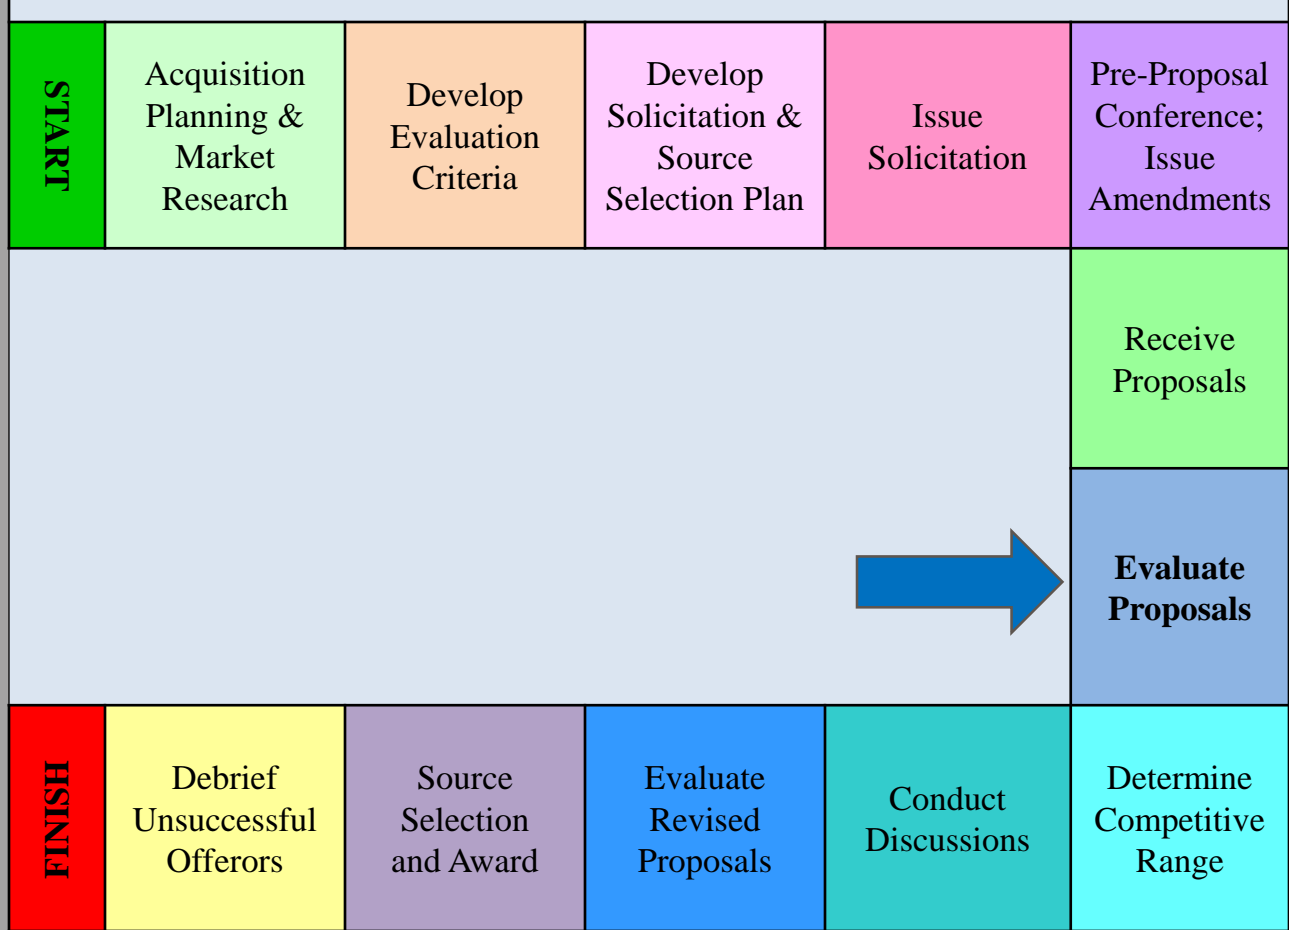 START
Acquisition
Planning &
Market
Research
Develop
Evaluation
Criteria
Develop
Solicitation &
Source
Selection Plan
Issue
Solicitation
Pre-Proposal
Conference;
Issue
Amendments
Receive
Proposals
Evaluate
Proposals
FINISH
Debrief
Unsuccessful
Offerors
Source
Selection
and Award
Evaluate
Revised
Proposals
Conduct
Discussions
Determine
Competitive
Range